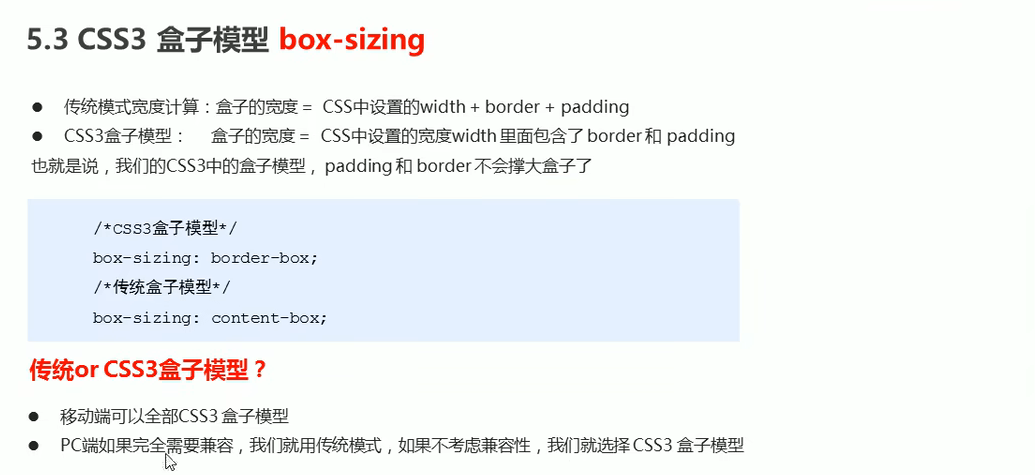 5.3 CSS3 盒子模型 box-sizing
● 传统模式宽度计算：盒子的宽度 = CSS中设置的width + border + padding
● CSS3盒子模型： 盒子的宽度 = CSS中设置的宽度width 里面包含了 border 和 padding
也就是说，我们的CSS3中的盒子模型，padding 和 border 不会撑大盒子了
/*CSS3盒子模型*/
box-sizing: border-box;
/*传统盒子模型*/
box-sizing: content-box;
传统or CSS3盒子模型？
● 移动端可以全部CSS3 盒子模型
● PC端如果完全需要兼容，我们就用传统模式，如果不考虑兼容性，我们就选择 CSS3 盒子模型